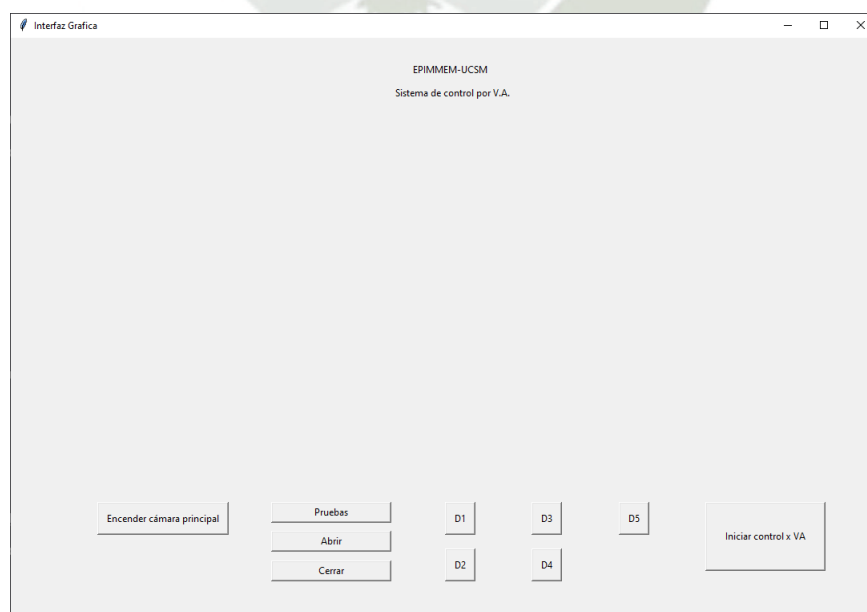 Interfaz Grafica
EPIMMEM-UCSM
Sistema de control por V.A.
Encender cámara principal
Pruebas
Abrir
Cerrar
D1
D3
D5
D2
D4
Iniciar control x VA